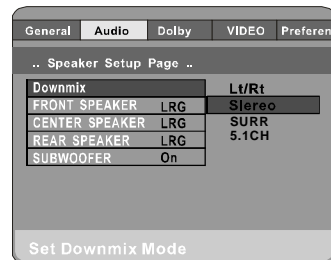 General Audio Dolby VIDEO Preferen
.. Speaker Setup Page ..
Downmix Lt/Rt
FRONT SPEAKER LRG Slereo
CENTER SPEAKER LRG SURR
REAR SPEAKER LRG 5.1CH
SUBWOOFER On
Set Downmix Mode